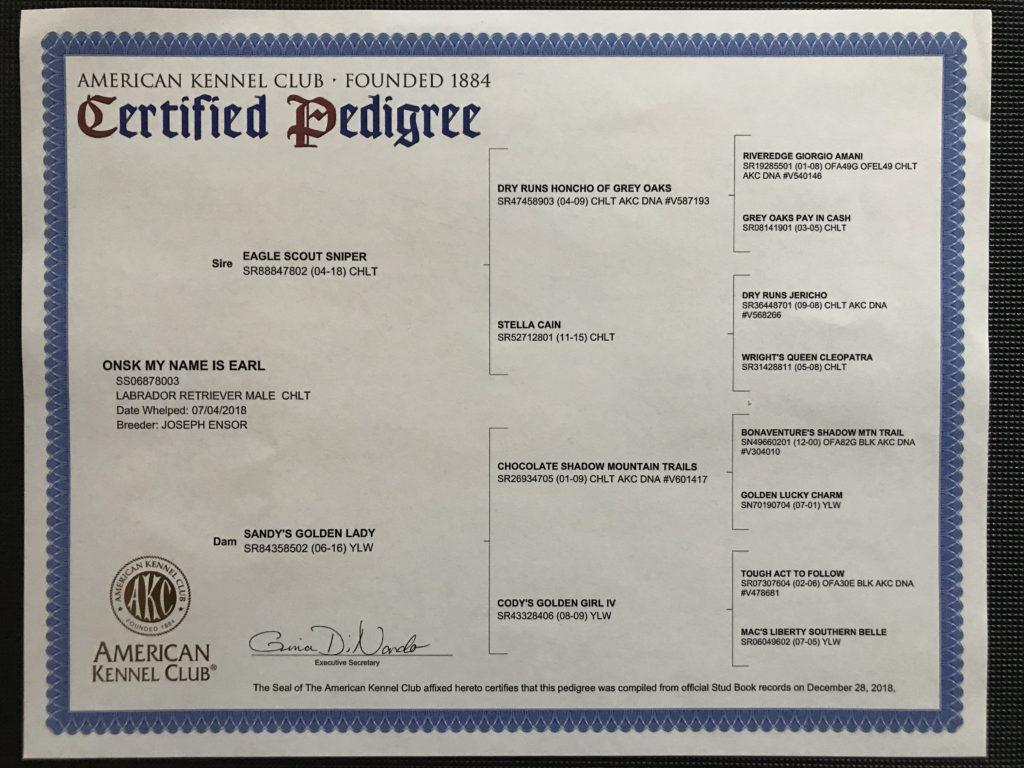 AMERICAN KENNEL CLUB · FOUNDED 1884
Certified Pedigree
RIVEREDGE GIORGIO AMANI
SR19285501 (01-08) OFA49G OFEL49 CHLT
AKC DNA #V540146
DRY RUNS HONCHO OF GREY OAKS
SR47458903 (04-09) CHLT AKC DNA #V587193
GREY OAKS PAY IN CASH
SR08141901 (03-05) CHLT
Sire EAGLE SCOUT SNIPER
SR88847802 (04-18) CHLT
DRY RUNS JERICHO
SR36448701 (09-08) CHLT AKC DNA
#V568266
STELLA CAIN
SR52712801 (11-15) CHLT
WRIGHT'S QUEEN CLEOPATRA
SR31428811 (05-08) CHLT
ONSK MY NAME IS EARL
SS06878003
LABRADOR RETRIEVER MALE CHLT
Date Whelped: 07/04/2018
Breeder: JOSEPH ENSOR
BONAVENTURE'S SHADOW MTN TRAIL
SN49660201 (12-00) OFA82G BLK AKC DNA
#V304010
CHOCOLATE SHADOW MOUNTAIN TRAILS
SR26934705 (01-09) CHLT AKC DNA #V601417
GOLDEN LUCKY CHARM
SN70190704 (07-01) YLW
Dam SANDY'S GOLDEN LADY
SR84358502 (06-16) YLW
TOUGH ACT TO FOLLOW
SR07307604 (02-06) OFA30E BLK AKC DNA
#V478681
CODY'S GOLDEN GIRL IV
SR43328406 (08-09) YLW
MAC'S LIBERTY SOUTHERN BELLE
SR06049602 (07-05) YLW
AMERICAN KENNEL CLUB
AKC
FOUNDED 1884
AMERICAN
KENNEL CLUB®
Gina DiNardo
Executive Secretary
The Seal of The American Kennel Club affixed hereto certifies that this pedigree was compiled from official Stud Book records on December 28, 2018.